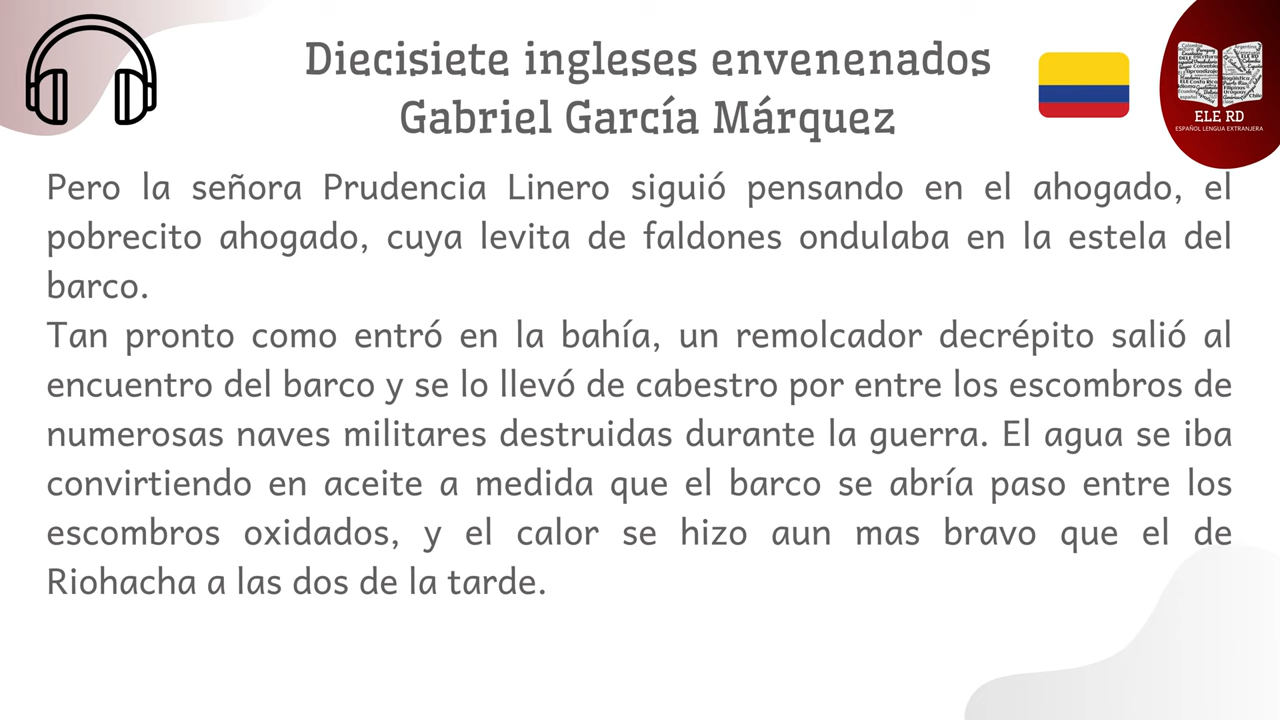 Diecisiete ingleses envenenados
Gabriel García Márquez
ELE RD
ESPAÑOL LENGUA EXTRANJERA
Pero la señora Prudencia Linero siguió pensando en el ahogado, el
pobrecito ahogado, cuya levita de faldones ondulaba en la estela del
barco.
Tan pronto como entró en la bahía, un remolcador decrépito salió al
encuentro del barco y se lo llevó de cabestro por entre los escombros de
numerosas naves militares destruidas durante la guerra. El agua se iba
convirtiendo en aceite a medida que el barco se abría paso entre los
escombros oxidados, y el calor se hizo aun mas bravo que el de
Riohacha a las dos de la tarde.